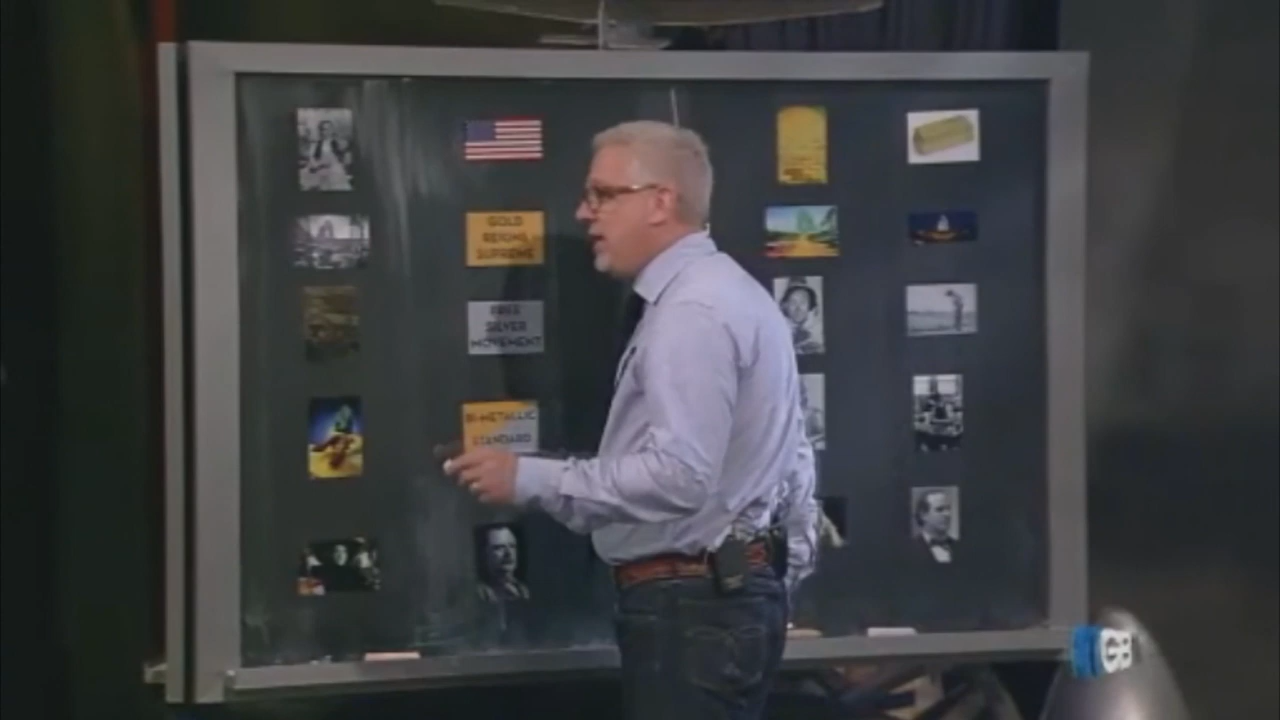 GOLD
REIGNS
SUPREME
FREE
SILVER
MOVEMENT
BI-METALLIC
STANDARD
GB